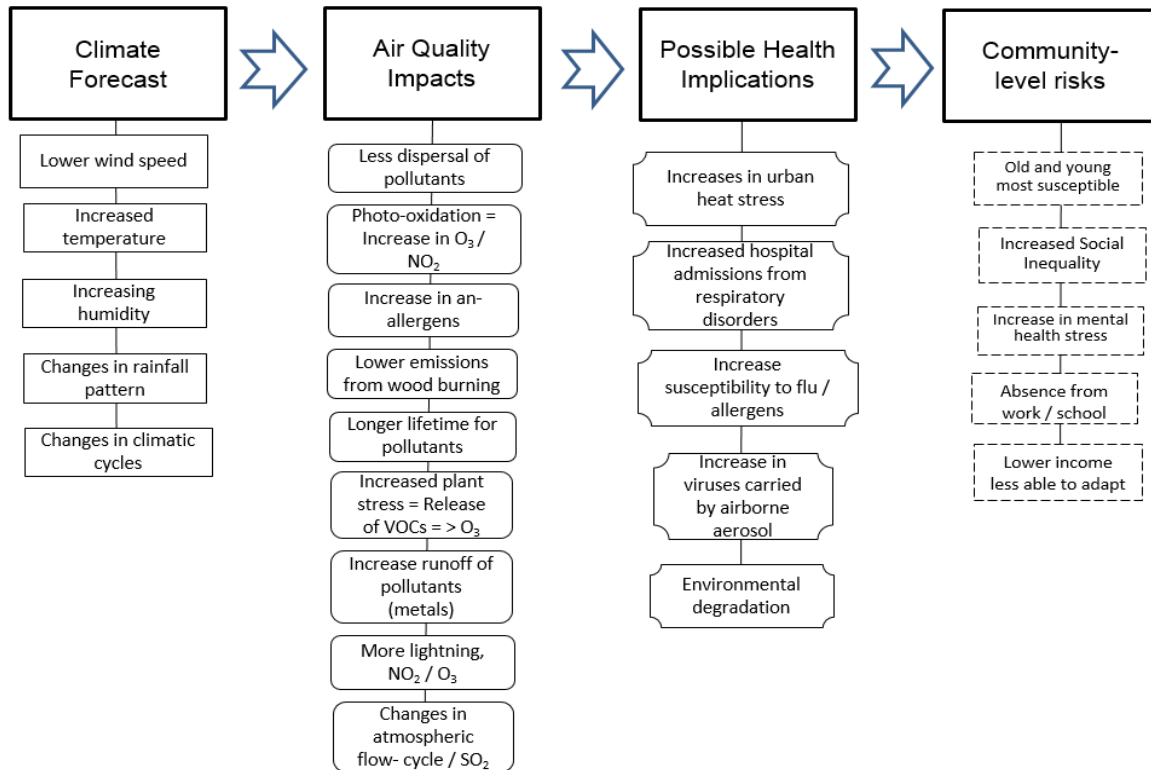 Climate
Forecast
Lower wind speed
Increased
temperature
Increasing
humidity
Changes in rainfall
pattern
Changes in climatic
cycles
Air Quality
Impacts
Less dispersal of
pollutants
Photo-oxidation =
Increase in O₃ /
NO₂
Increase in an-
allergens
Lower emissions
from wood burning
Longer lifetime for
pollutants
Increased plant
stress = Release
of VOCs = > O₃
Increase runoff of
pollutants
(metals)
More lightning,
NO₂ / O₃
Changes in
atmospheric
flow- cycle / SO₂
Possible Health
Implications
Increases in urban
heat stress
Increased hospital
admissions from
respiratory
disorders
Increase
susceptibility to flu /
allergens
Increase in
viruses carried
by airborne
aerosol
Environmental
degradation
Community-
level risks
Old and young
most susceptible
Increased Social
Inequality
Increase in mental
health stress
Absence from
work / school
Lower income
less able to adapt